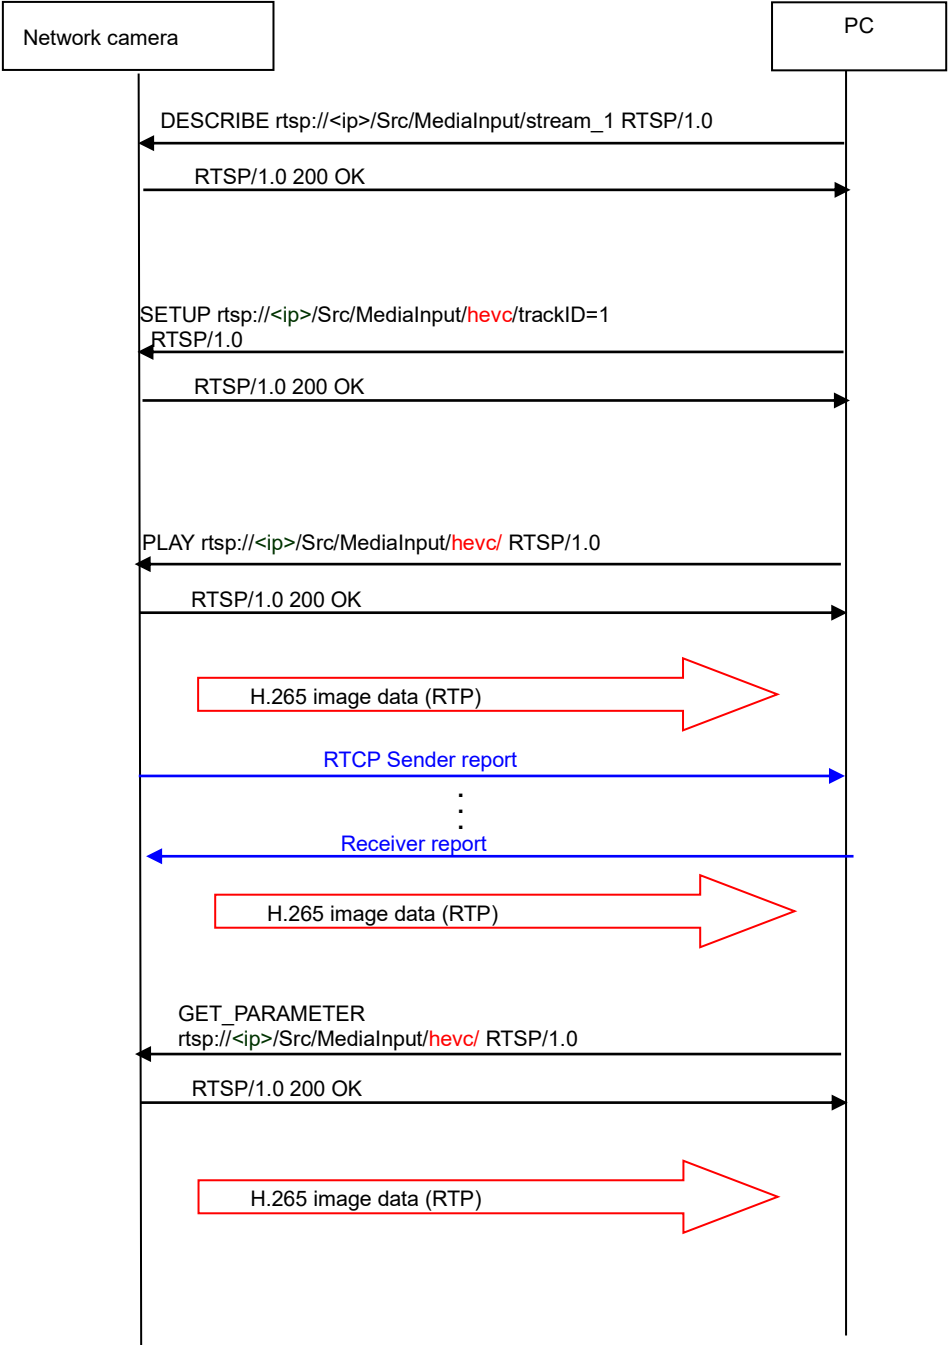 Network camera
PC
DESCRIBE rtsp://<ip>/Src/MediaInput/stream_1 RTSP/1.0
RTSP/1.0 200 OK
SETUP rtsp://<ip>/Src/MediaInput/hevc/trackID=1
RTSP/1.0
RTSP/1.0 200 OK
PLAY rtsp://<ip>/Src/MediaInput/hevc/ RTSP/1.0
RTSP/1.0 200 OK
H.265 image data (RTP)
RTCP Sender report
.
.
.
Receiver report
H.265 image data (RTP)
GET_PARAMETER
rtsp://<ip>/Src/MediaInput/hevc/ RTSP/1.0
RTSP/1.0 200 OK
H.265 image data (RTP)